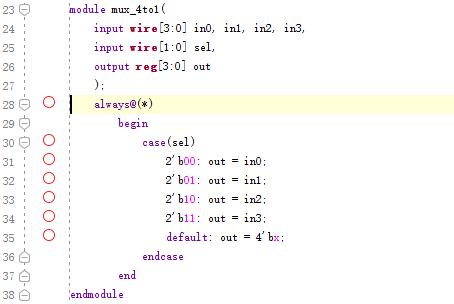 23 module mux_4to1(
24 input wire[3:0] in0, in1, in2, in3,
25 input wire[1:0] sel,
26 output reg[3:0] out
27 );
28 always@(*)
29 begin
30 case(sel)
31 2'b00: out = in0;
32 2'b01: out = in1;
33 2'b10: out = in2;
34 2'b11: out = in3;
35 default: out = 4'bx;
36 endcase
37 end
38 endmodule